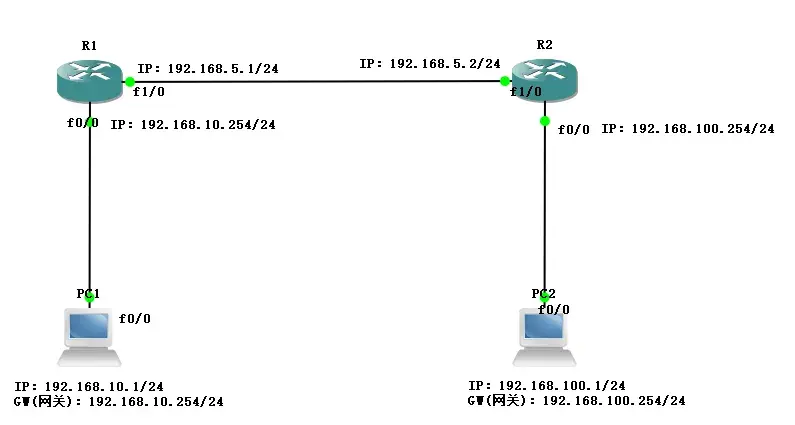 R1
R2
IP: 192.168.5.1/24
IP: 192.168.5.2/24
f1/0
f1/0
f0/0
IP: 192.168.10.254/24
f0/0
IP: 192.168.100.254/24
PC1
PC2
f0/0
f0/0
IP: 192.168.10.1/24
GW(网关): 192.168.10.254/24
IP: 192.168.100.1/24
GW(网关): 192.168.100.254/24